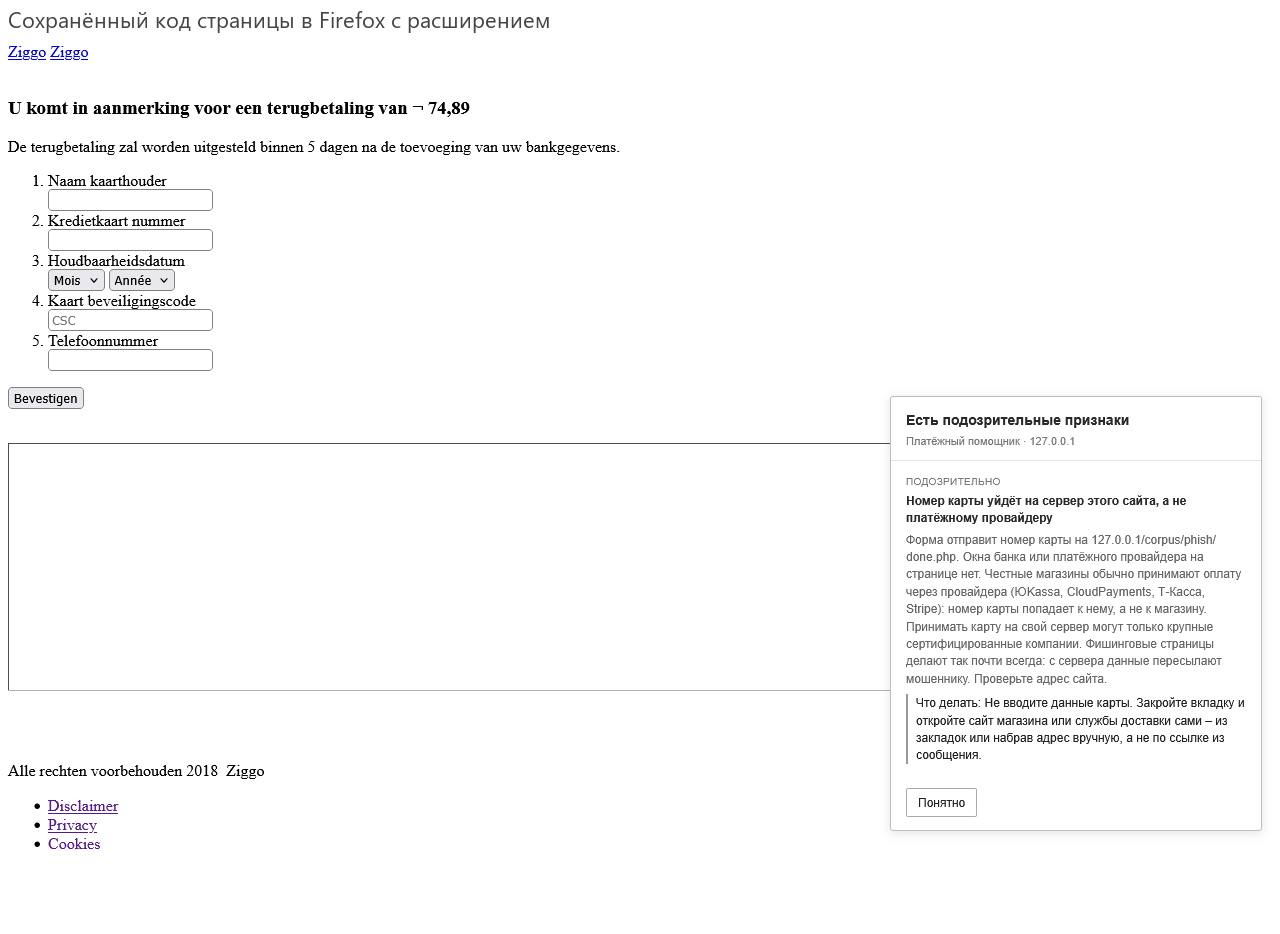 Сохранённый код страницы в Firefox с расширением
Ziggo Ziggo
U komt in aanmerking voor een terugbetaling van ¬ 74,89
De terugbetaling zal worden uitgesteld binnen 5 dagen na de toevoeging van uw bankgegevens.
1. Naam kaarthouder
2. Kredietkaart nummer
3. Houdbaarheidsdatum
Mois Année
4. Kaart beveiligingscode
CSC
5. Telefoonnummer
Bevestigen
Есть подозрительные признаки
Платёжный помощник · 127.0.0.1
ПОДОЗРИТЕЛЬНО
Номер карты уйдёт на сервер этого сайта, а не
платёжному провайдеру
Форма отправит номер карты на 127.0.0.1/corpus/phish/
done.php. Окна банка или платёжного провайдера на
странице нет. Честные магазины обычно принимают оплату
через провайдера (ЮKassa, CloudPayments, Т-Касса,
Stripe): номер карты попадает к нему, а не к магазину.
Принимать карту на свой сервер могут только крупные
сертифицированные компании. Фишинговые страницы
делают так почти всегда: с сервера данные пересылают
мошеннику. Проверьте адрес сайта.
Что делать: Не вводите данные карты. Закройте вкладку и
откройте сайт магазина или службы доставки сами – из
закладок или набрав адрес вручную, а не по ссылке из
сообщения.
Понятно
Alle rechten voorbehouden 2018  Ziggo
• Disclaimer
• Privacy
• Cookies